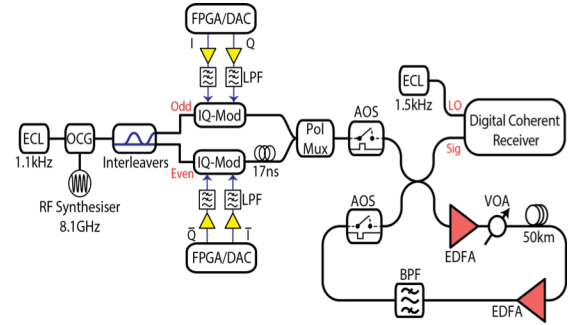 FPGA/DAC
I
Q
LPF
Odd
IQ-Mod
ECL
1.1kHz
OCG
Interleavers
RF Synthesiser
8.1GHz
Even
IQ-Mod
17ns
LPF
Q̅
I̅
FPGA/DAC
Pol
Mux
AOS
ECL
1.5kHz
LO
Sig
Digital Coherent
Receiver
AOS
EDFA
VOA
50km
BPF
EDFA